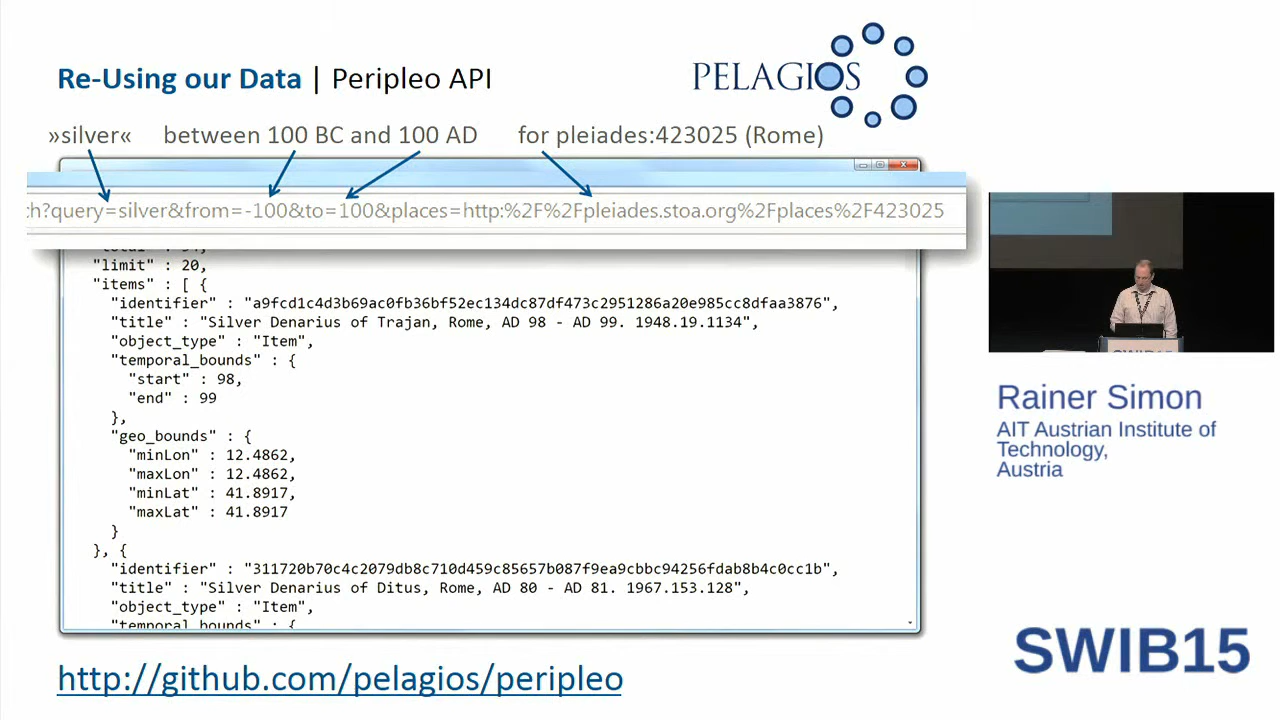 Re-Using our Data | Peripleo API
PELAGIOS
»silver« between 100 BC and 100 AD for pleiades:423025 (Rome)
ch?query=silver&from=-100&to=100&places=http:%2F%2Fpleiades.stoa.org%2Fplaces%2F423025
"limit" : 20,
"items" : [ {
"identifier" : "a9fcd1c4d3b69ac0fb36bf52ec134dc87df473c2951286a20e985cc8dfaa3876",
"title" : "Silver Denarius of Trajan, Rome, AD 98 - AD 99. 1948.19.1134",
"object_type" : "Item",
"temporal_bounds" : {
"start" : 98,
"end" : 99
},
"geo_bounds" : {
"minLon" : 12.4862,
"maxLon" : 12.4862,
"minLat" : 41.8917,
"maxLat" : 41.8917
}
}, {
"identifier" : "311720b70c4c2079db8c710d459c85657b087f9ea9cbbc94256fdab8b4c0cc1b",
"title" : "Silver Denarius of Ditus, Rome, AD 80 - AD 81. 1967.153.128",
"object_type" : "Item",
"temporal_bounds" : {
http://github.com/pelagios/peripleo
SWIB15
Rainer Simon
AIT Austrian Institute of
Technology,
Austria
SWIB15